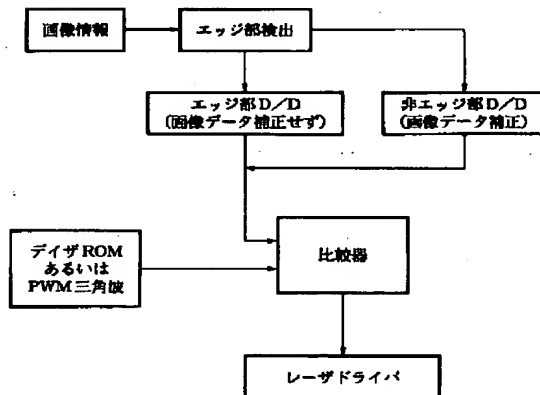 画像情報
エッジ部検出
エッジ部D/D
(画像データ補正せず)
非エッジ部D/D
(画像データ補正)
デイザROM
あるいは
PWM三角波
比較器
レーザドライバ